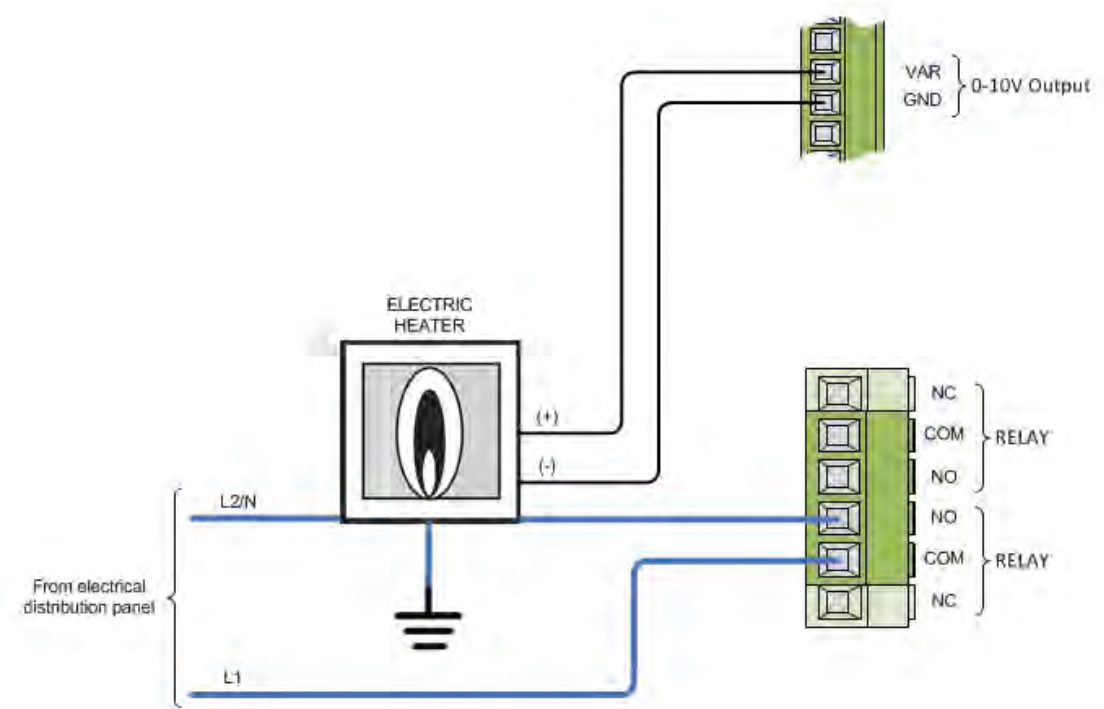 VAR
GND
0-10V Output
ELECTRIC
HEATER
(+)
(-)
NC
COM
NO
RELAY
NO
COM
NC
RELAY
L2/N
From electrical
distribution panel
L1